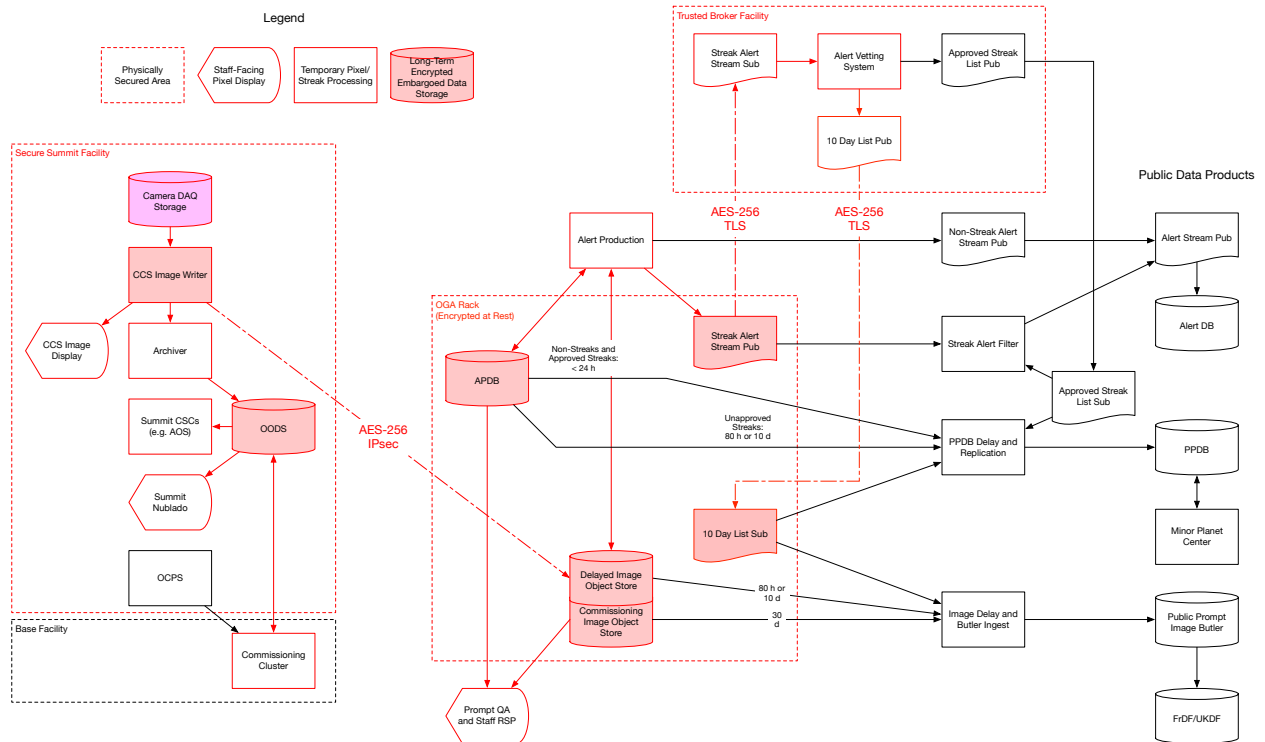 Legend
Physically
Secured Area
Staff-Facing
Pixel Display
Temporary Pixel/
Streak Processing
Long-Term
Encrypted
Embargoed Data
Storage
Secure Summit Facility
Camera DAQ
Storage
CCS Image Writer
CCS Image
Display
Archiver
Summit CSCs
(e.g. AOS)
OODS
Summit
Nublado
OCPS
Base Facility
Commissioning
Cluster
AES-256
IPsec
Trusted Broker Facility
Streak Alert
Stream Sub
Alert Vetting
System
Approved Streak
List Pub
10 Day List Pub
AES-256
TLS
AES-256
TLS
Alert Production
OGA Rack
(Encrypted at Rest)
Streak Alert
Stream Pub
Non-Streaks and
Approved Streaks:
< 24 h
APDB
Unapproved
Streaks:
80 h or 10 d
10 Day List Sub
Delayed Image
Object Store
Commissioning
Image Object
Store
80 h or
10 d
30
d
Prompt QA
and Staff RSP
Public Data Products
Non-Streak Alert
Stream Pub
Alert Stream Pub
Alert DB
Streak Alert Filter
Approved Streak
List Sub
PPDB Delay and
Replication
PPDB
Minor Planet
Center
Image Delay and
Butler Ingest
Public Prompt
Image Butler
FrDF/UKDF